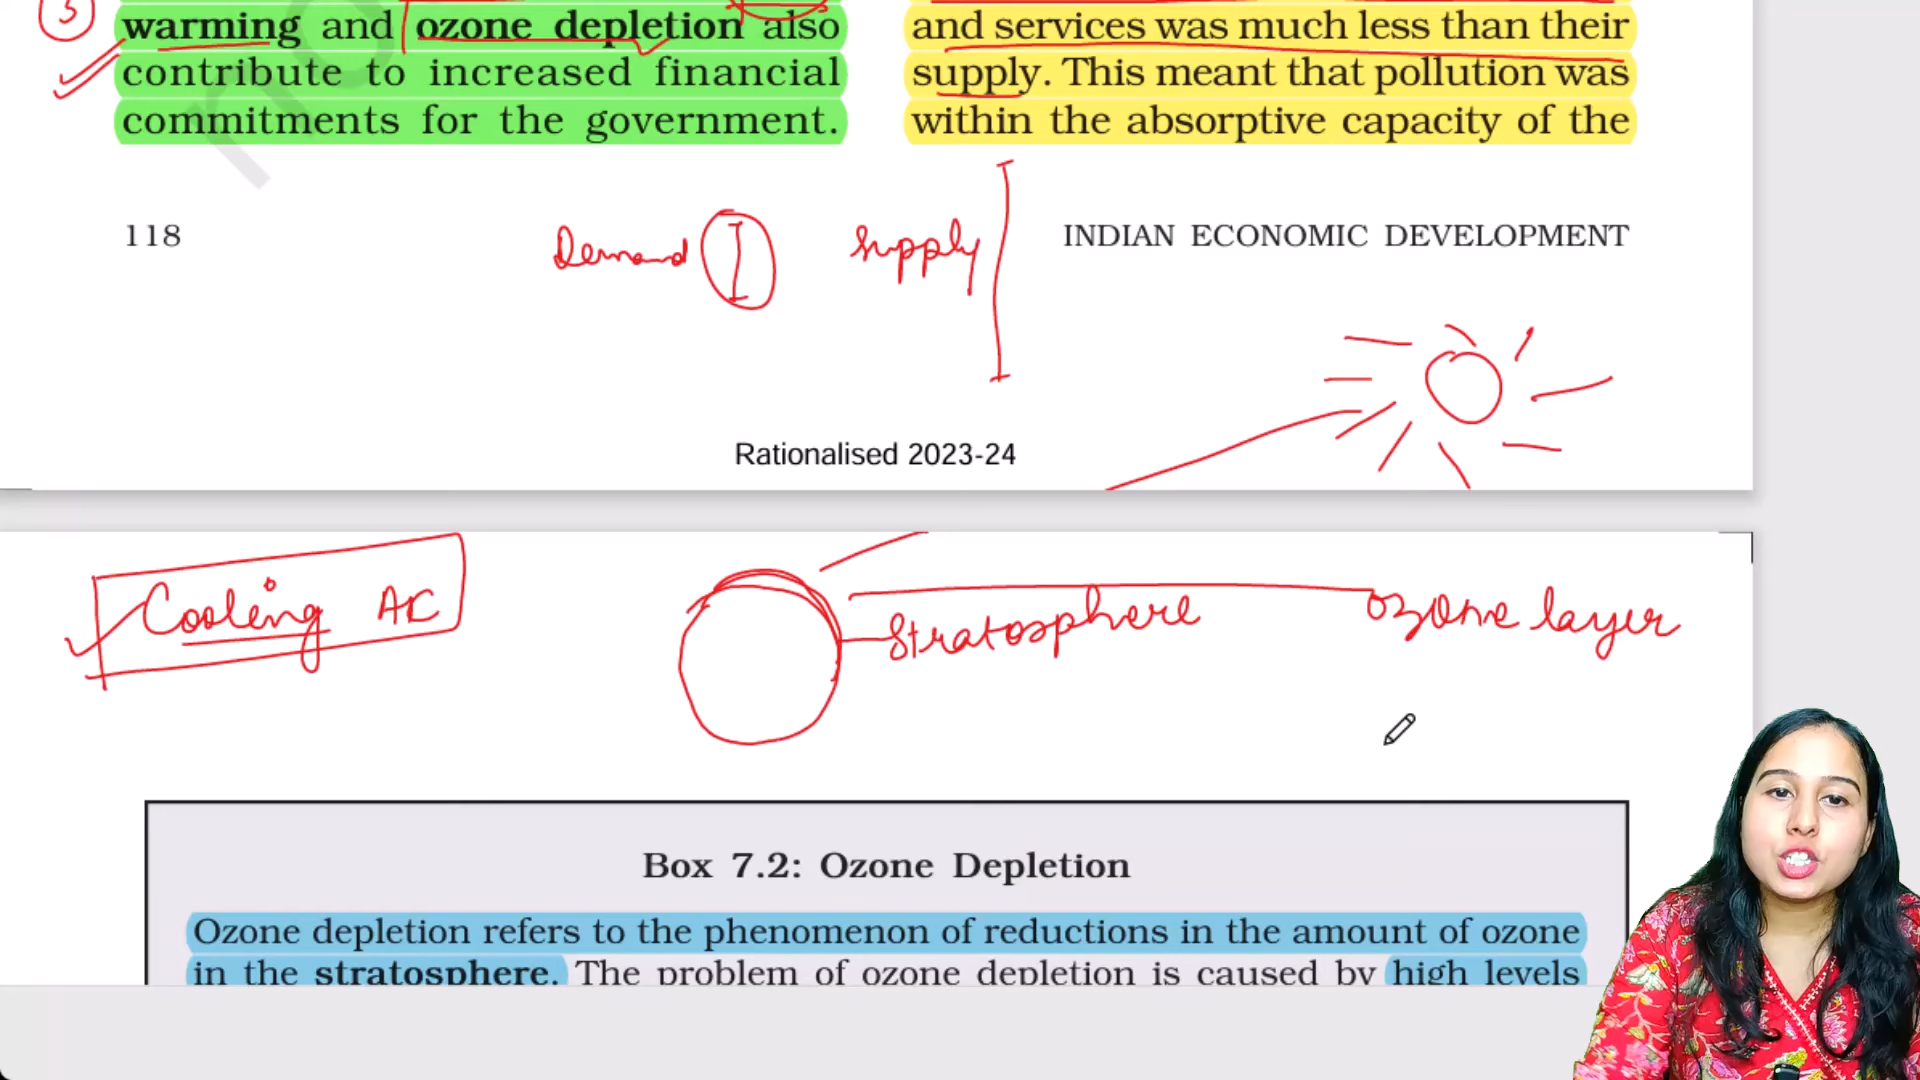 3
warming and ozone depletion also
contribute to increased financial
commitments for the government.
and services was much less than their
supply. This meant that pollution was
within the absorptive capacity of the
118
Demand
Supply
INDIAN ECONOMIC DEVELOPMENT
Rationalised 2023-24
Cooling AC
Stratosphere
Ozone layer
Box 7.2: Ozone Depletion
Ozone depletion refers to the phenomenon of reductions in the amount of ozone
in the stratosphere. The problem of ozone depletion is caused by high levels